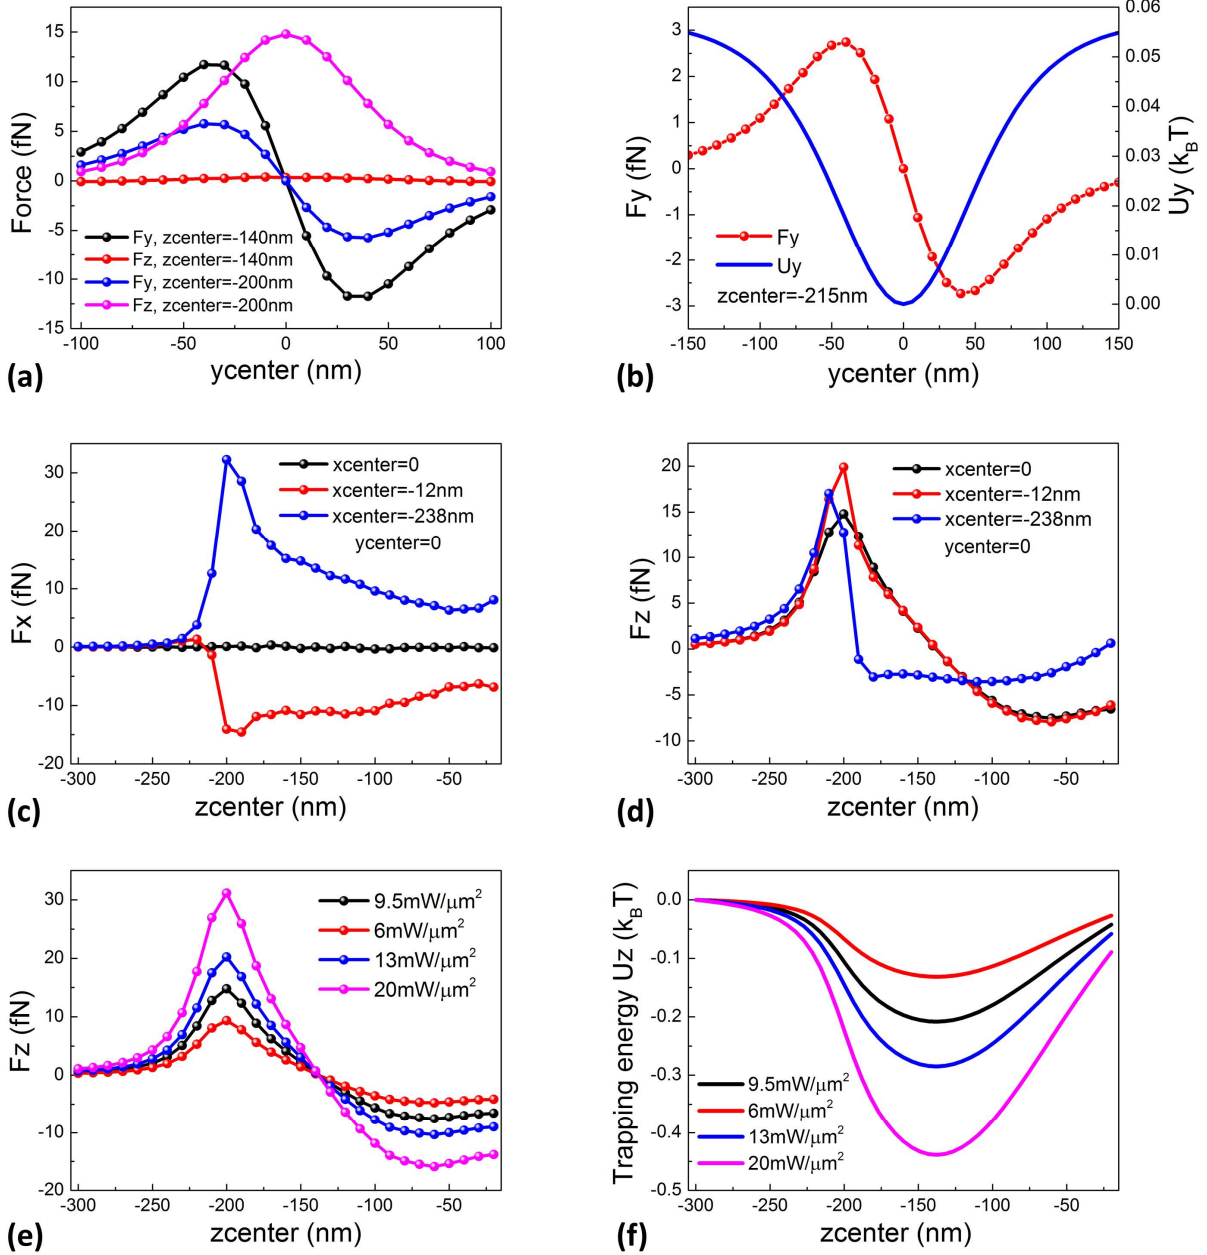 15
10
5
0
-5
-10
-15
Force (fN)
Fy, zcenter=-140nm
Fz, zcenter=-140nm
Fy, zcenter=-200nm
Fz, zcenter=-200nm
-100 -50 0 50 100
ycenter (nm)
(a)
3
2
1
0
-1
-2
-3
Fy (fN)
0.06
0.05
0.04
0.03
0.02
0.01
0.00
Uy (k_BT)
Fy
Uy
zcenter=-215nm
-150 -100 -50 0 50 100 150
ycenter (nm)
(b)
30
20
10
0
-10
-20
Fx (fN)
xcenter=0
xcenter=-12nm
xcenter=-238nm
ycenter=0
-300 -250 -200 -150 -100 -50
zcenter (nm)
(c)
20
15
10
5
0
-5
-10
Fz (fN)
xcenter=0
xcenter=-12nm
xcenter=-238nm
ycenter=0
-300 -250 -200 -150 -100 -50
zcenter (nm)
(d)
30
20
10
0
-10
-20
Fz (fN)
9.5mW/μm²
6mW/μm²
13mW/μm²
20mW/μm²
-300 -250 -200 -150 -100 -50
zcenter (nm)
(e)
0.0
-0.1
-0.2
-0.3
-0.4
-0.5
Trapping energy Uz (k_BT)
9.5mW/μm²
6mW/μm²
13mW/μm²
20mW/μm²
-300 -250 -200 -150 -100 -50
zcenter (nm)
(f)